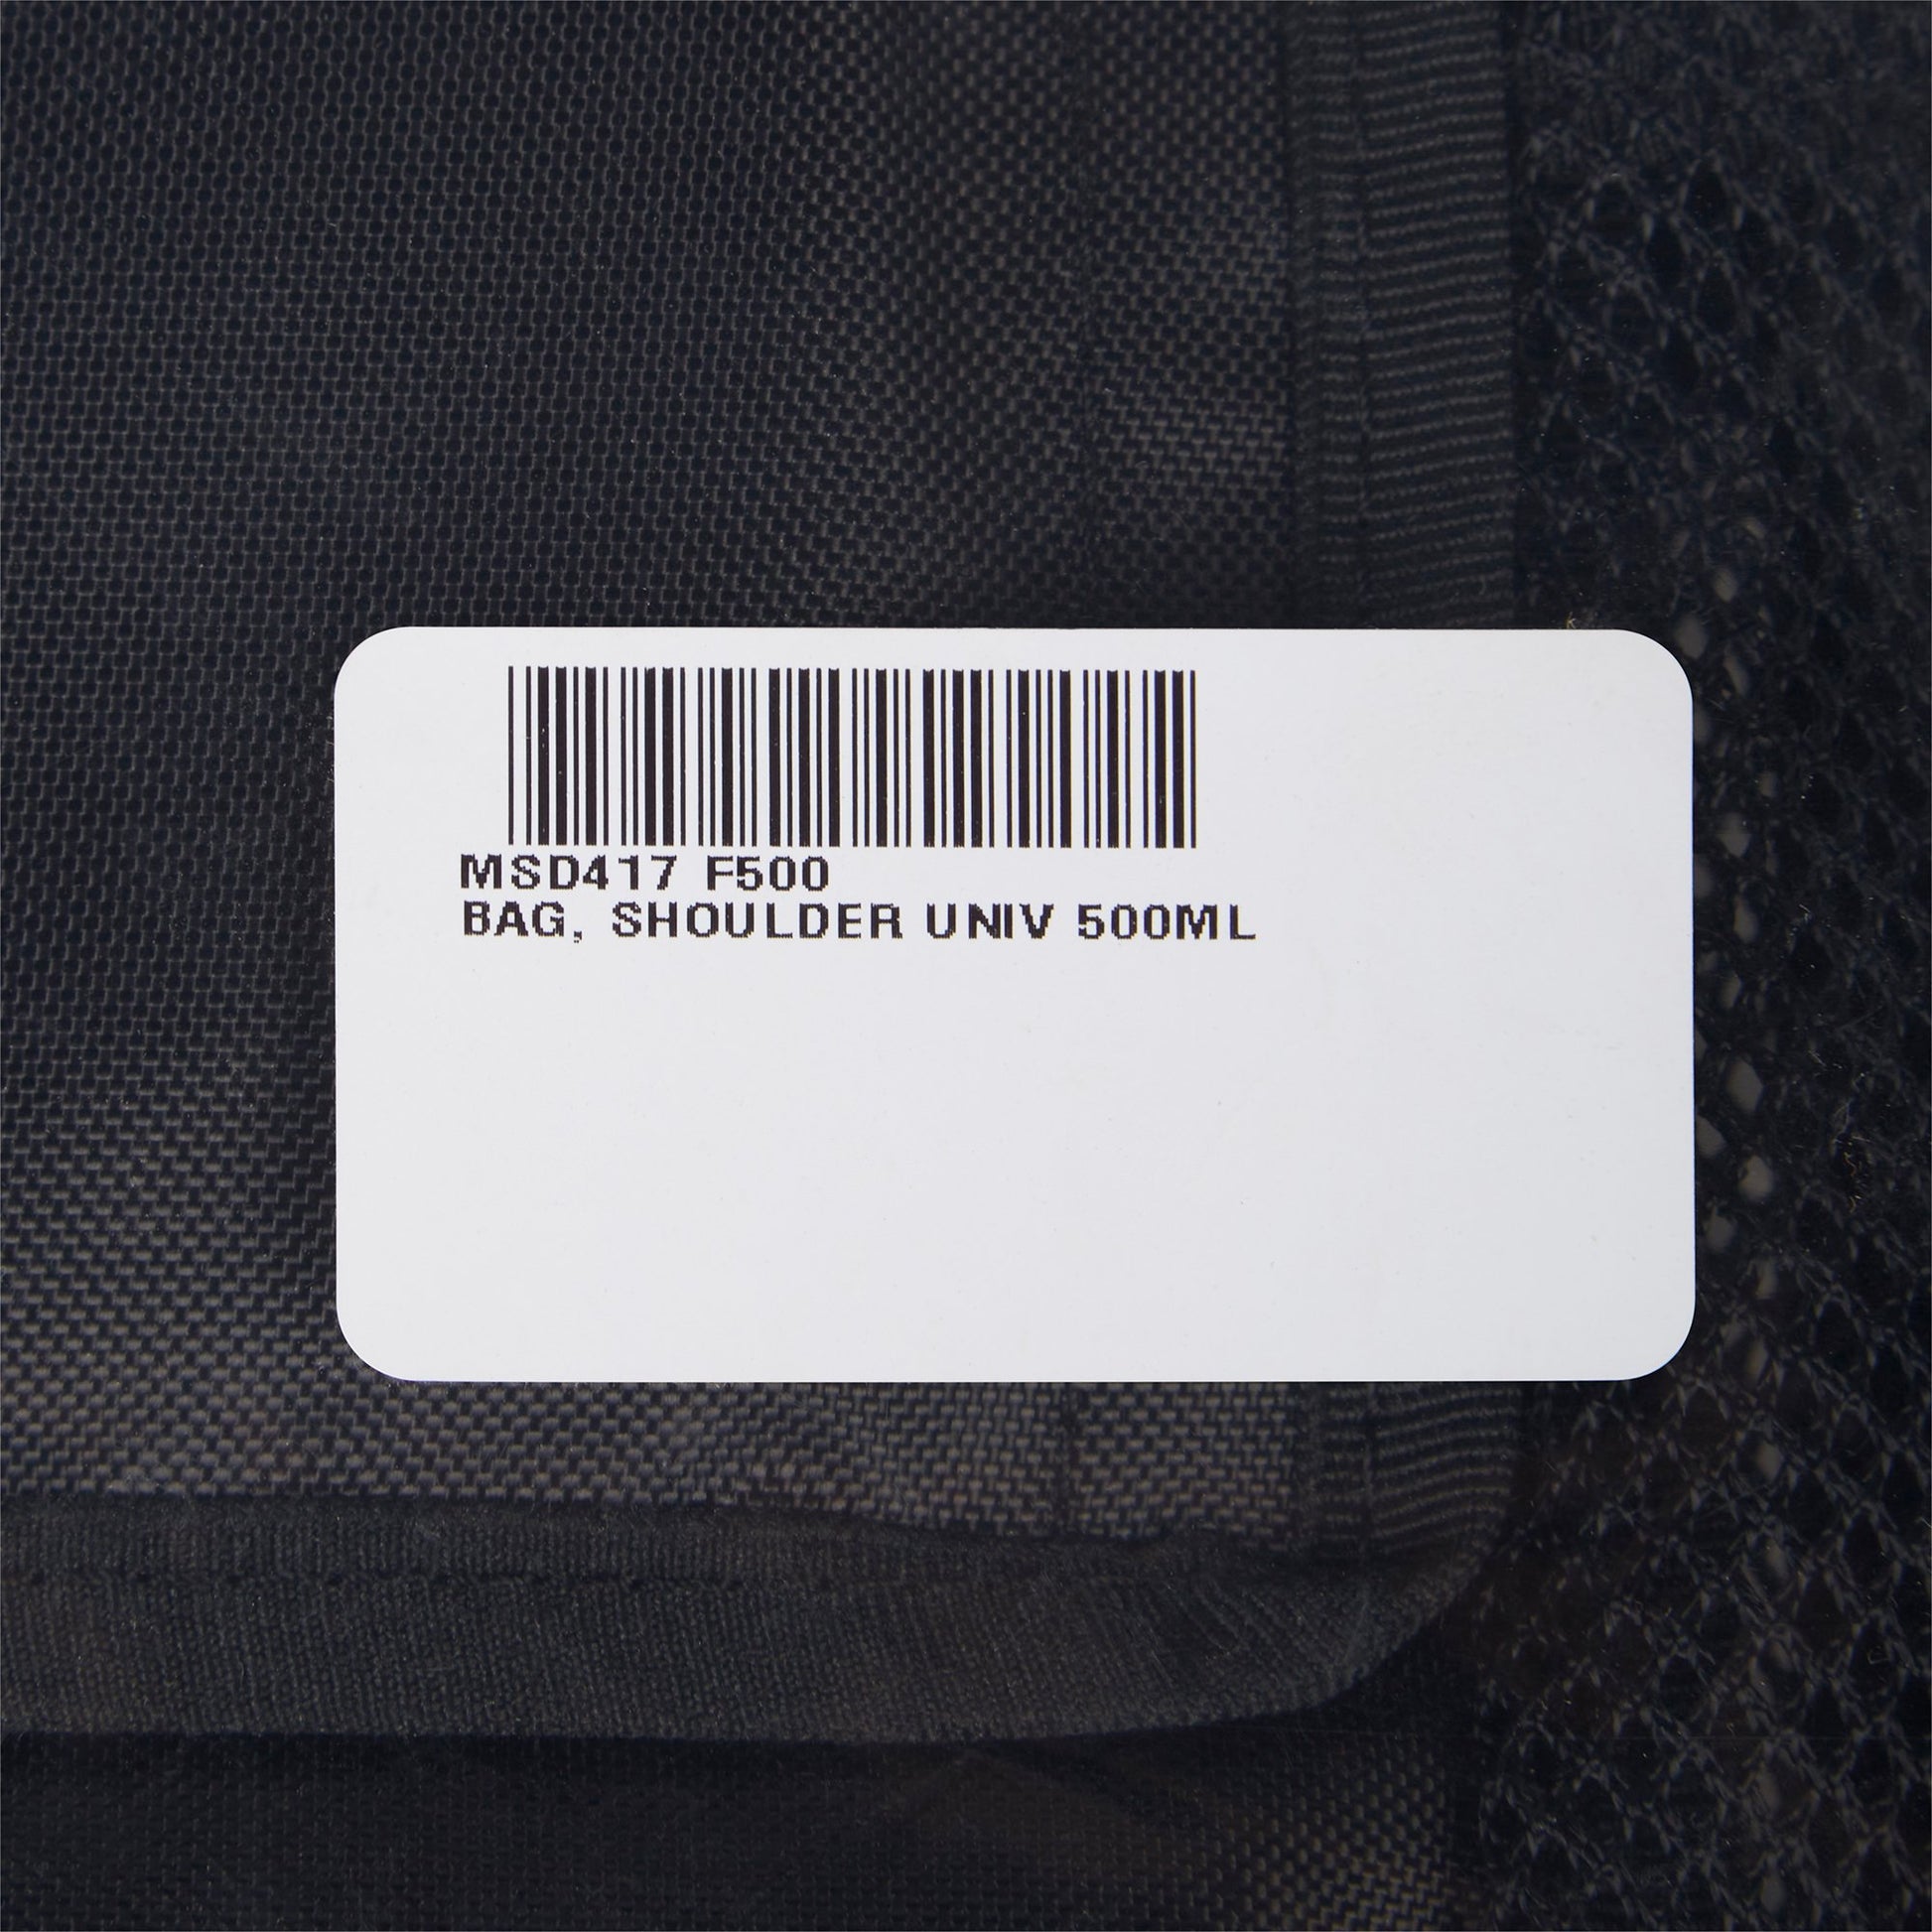 MSD417 F500
BAG, SHOULDER UNIV 500ML